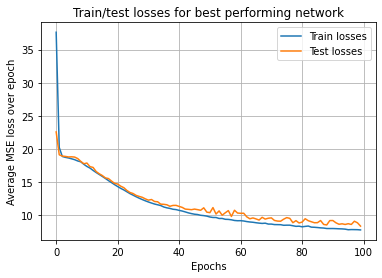 Train/test losses for best performing network
Train losses
Test losses
Average MSE loss over epoch
35
30
25
20
15
10
0
20
40
60
80
100
Epochs